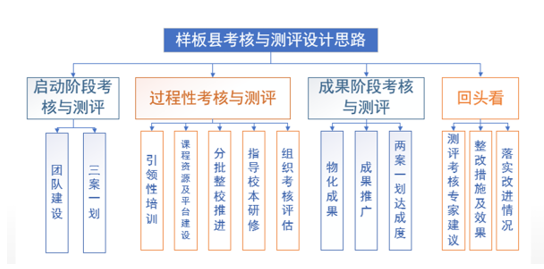 样板县考核与测评设计思路
启动阶段考
核与测评
过程性考核与测评
成果阶段考核
与测评
回头看
团队建设
三案一划
引领性培训
课程资源及平台建设
分批整校推进
指导校本研修
组织考核评估
物化成果
成果推广
两案一划达成度
测评考核专家建议
整改措施及效果
落实改进情况